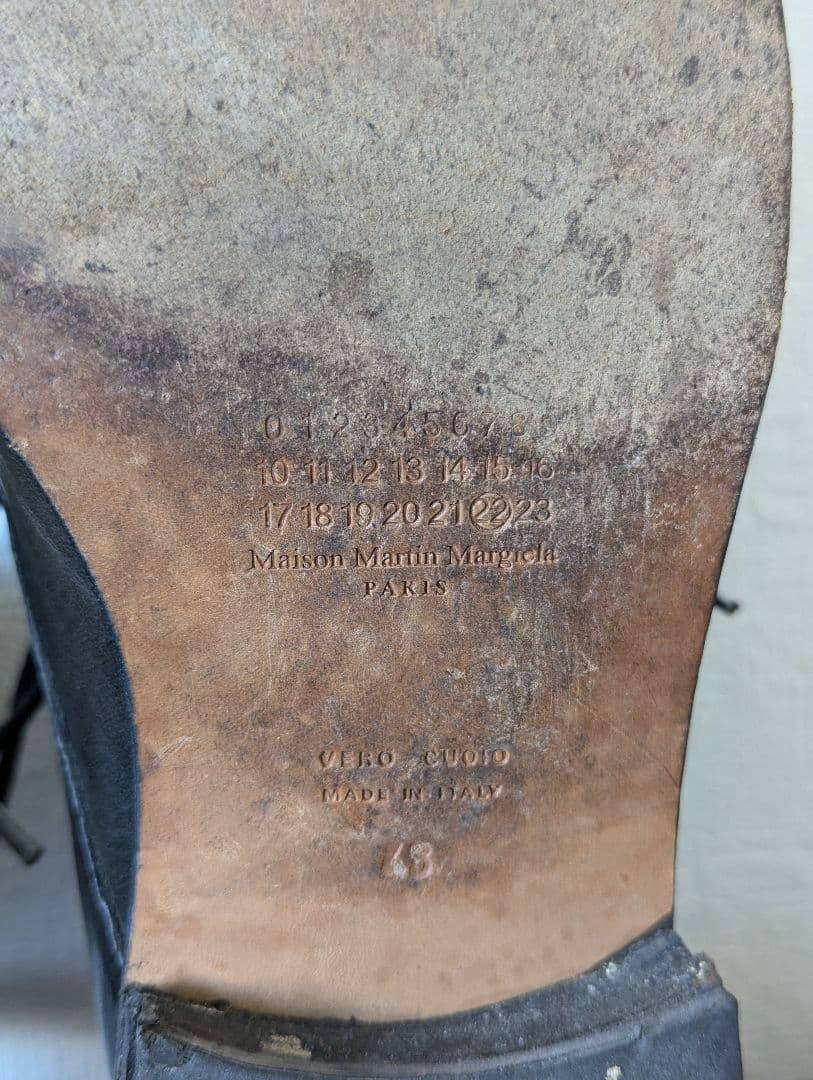 0 1 2 3 4 5 6 7 8
10 11 12 13 14 15 16
17 18 19 20 21 22 23
Maison Martin Margiela
PARIS
VERO CUOIO
MADE IN ITALY
43